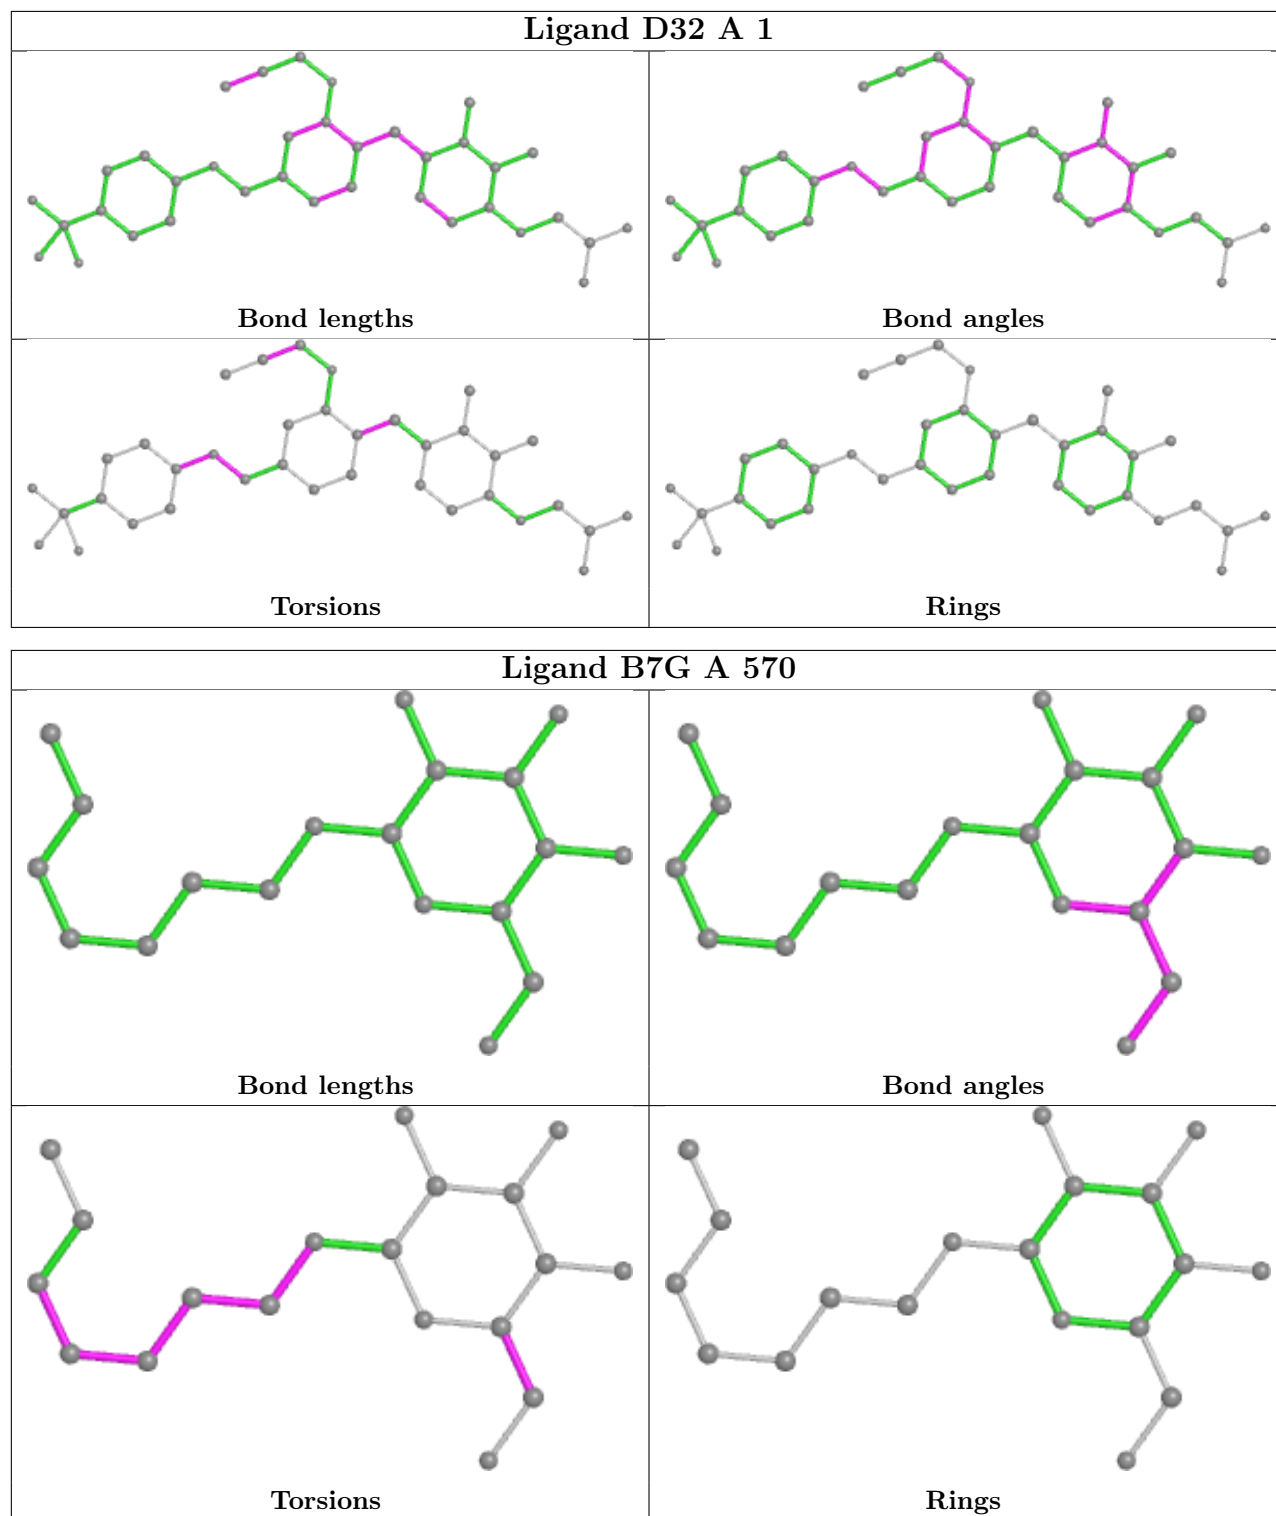 Ligand D32 A 1
Bond lengths
Bond angles
Torsions
Rings
Ligand B7G A 570
Bond lengths
Bond angles
Torsions
Rings